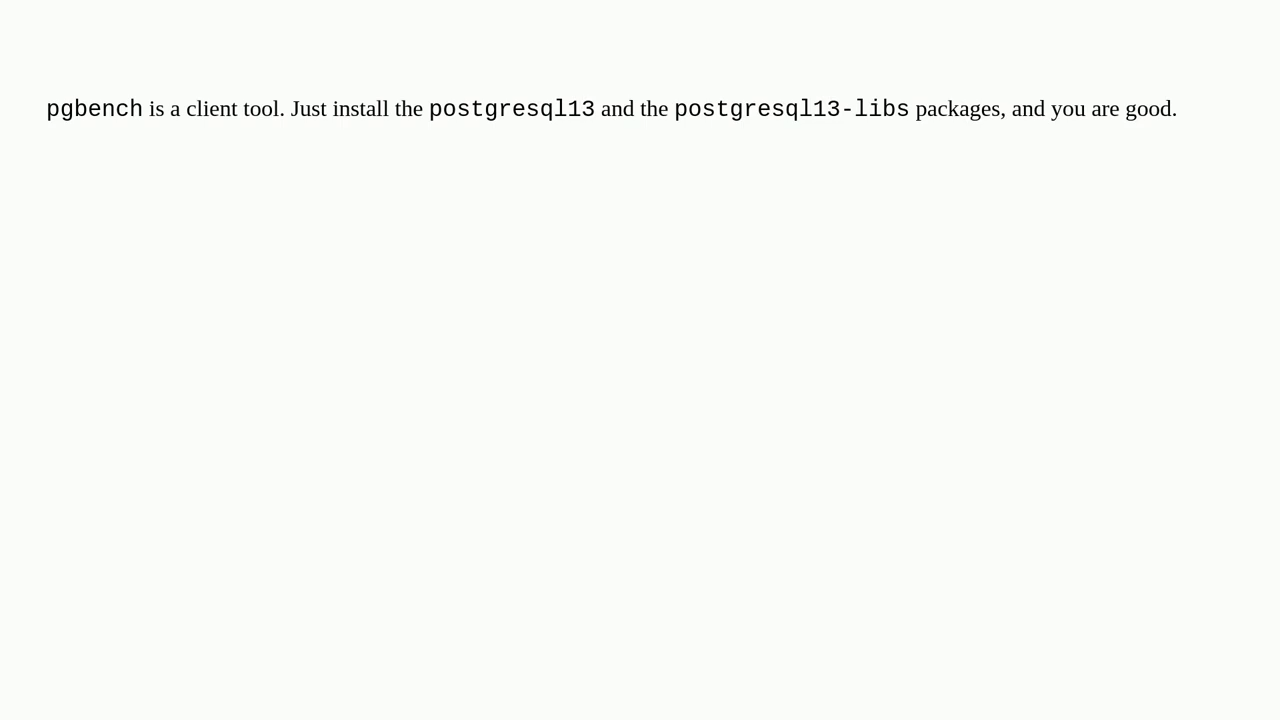 pgbench is a client tool. Just install the postgresql13 and the postgresql13-libs packages, and you are good.